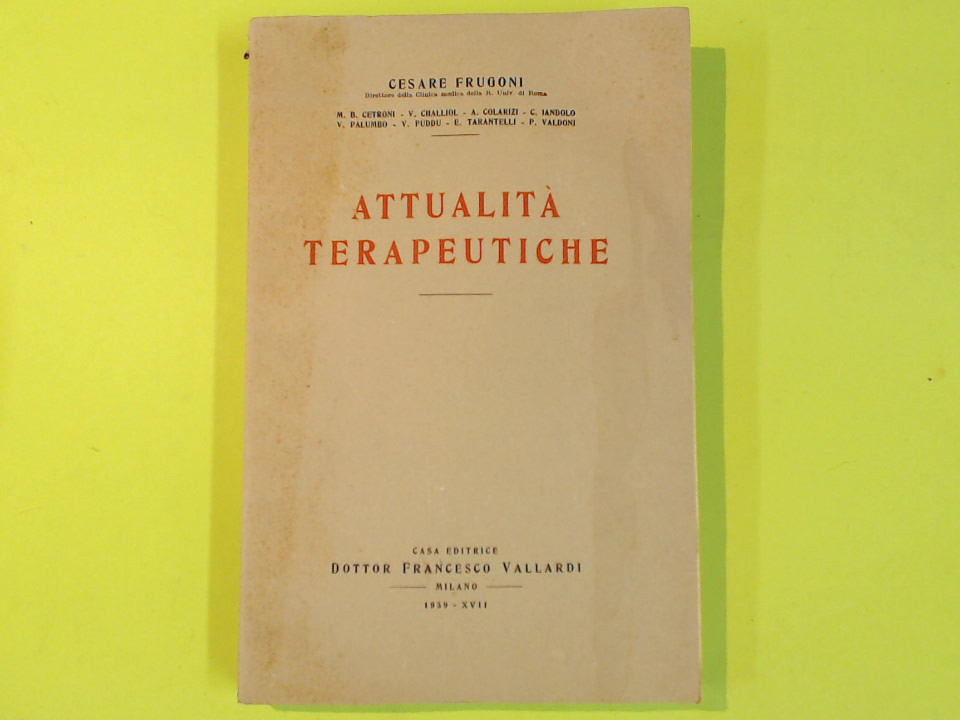 CESARE FRUGONI
Direttore della Clinica medica della R. Univ. di Roma
M. B. CETRONI - V. CHALLIOL - A. COLARIZI - C. IANDOLO
V. PALUMBO - V. PUDDU - E. TARANTELLI - P. VALDONI
ATTUALITÀ
TERAPEUTICHE
CASA EDITRICE
DOTTOR FRANCESCO VALLARDI
MILANO
1939 - XVII